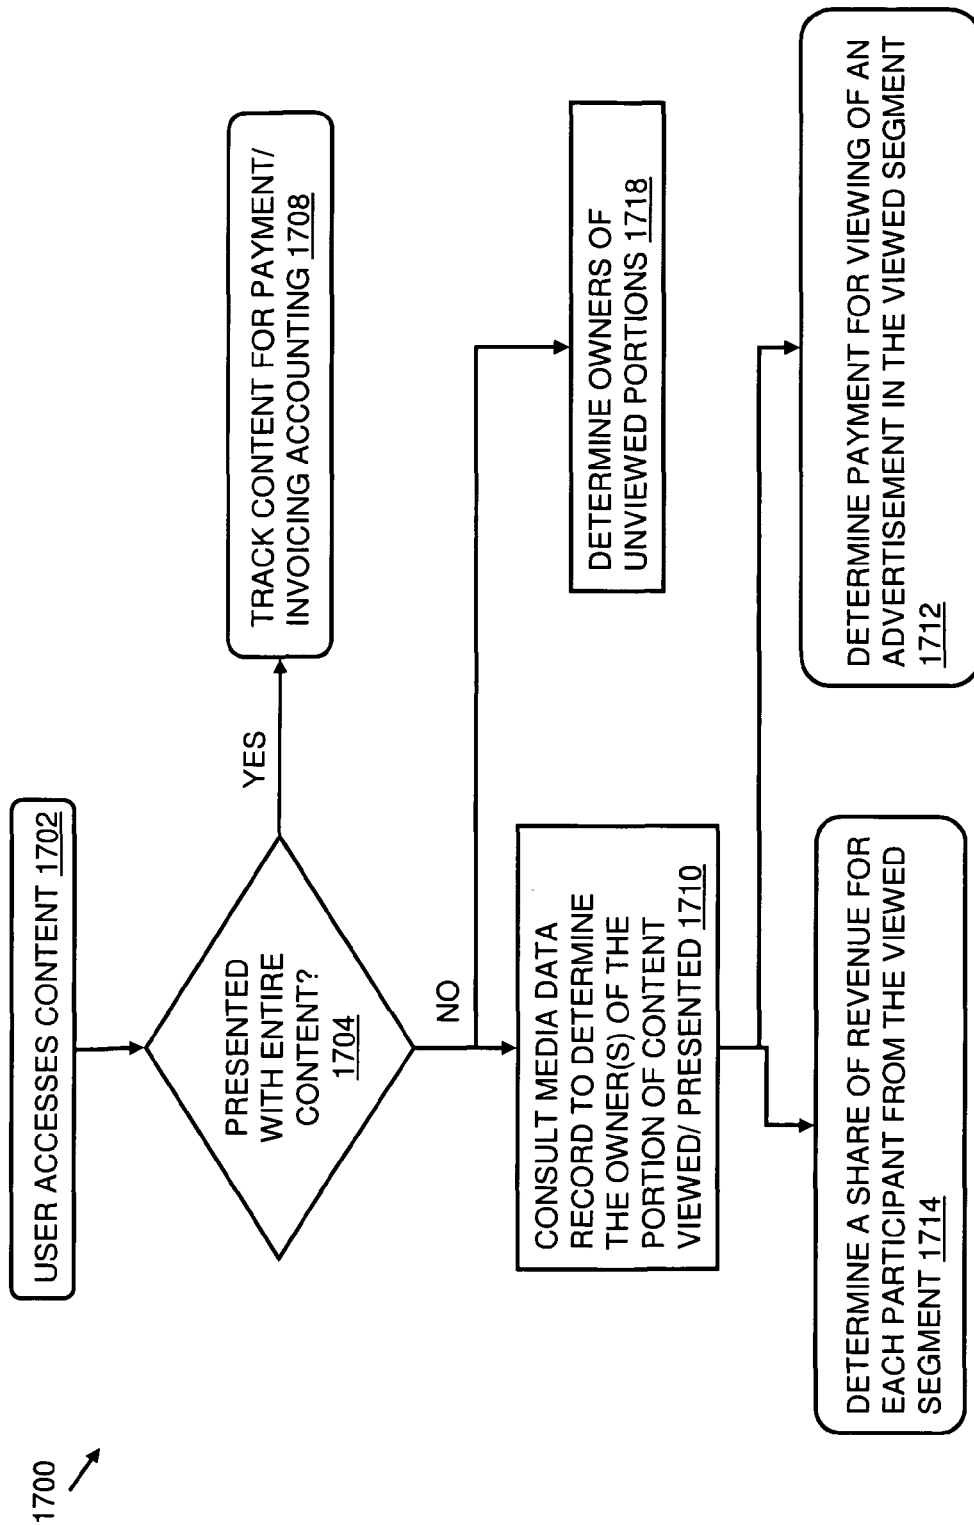 1700
USER ACCESSES CONTENT 1702
PRESENTED
WITH ENTIRE
CONTENT?
1704
YES
TRACK CONTENT FOR PAYMENT/
INVOICING ACCOUNTING 1708
NO
CONSULT MEDIA DATA
RECORD TO DETERMINE
THE OWNER(S) OF THE
PORTION OF CONTENT
VIEWED/ PRESENTED 1710
DETERMINE OWNERS OF
UNVIEWED PORTIONS 1718
DETERMINE A SHARE OF REVENUE FOR
EACH PARTICIPANT FROM THE VIEWED
SEGMENT 1714
DETERMINE PAYMENT FOR VIEWING OF AN
ADVERTISEMENT IN THE VIEWED SEGMENT
1712